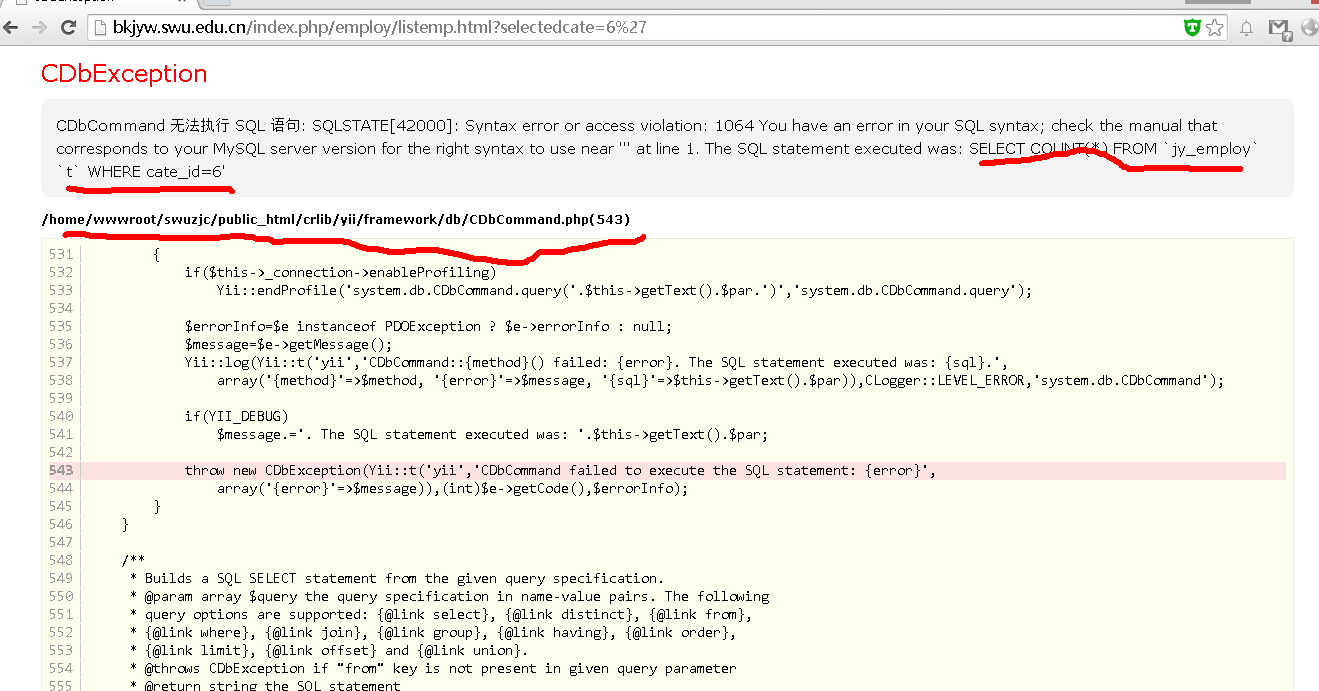 bkjyw.swu.edu.cn/index.php/employ/listemp.html?selectedcate=6%27
CDbException
CDbCommand 无法执行 SQL 语句: SQLSTATE[42000]: Syntax error or access violation: 1064 You have an error in your SQL syntax; check the manual that
corresponds to your MySQL server version for the right syntax to use near ''' at line 1. The SQL statement executed was: SELECT COUNT(*) FROM `jy_employ`
`t` WHERE cate_id=6'
/home/wwwroot/swuzjc/public_html/crlib/yii/framework/db/CDbCommand.php(543)
531 {
532 if($this->_connection->enableProfiling)
533 Yii::endProfile('system.db.CDbCommand.query('.$this->getText().$par.')','system.db.CDbCommand.query');
534
535 $errorInfo=$e instanceof PDOException ? $e->errorInfo : null;
536 $message=$e->getMessage();
537 Yii::log(Yii::t('yii','CDbCommand::{method}() failed: {error}. The SQL statement executed was: {sql}.',
538 array('{method}'=>$method, '{error}'=>$message, '{sql}'=>$this->getText().$par)),CLogger::LEVEL_ERROR,'system.db.CDbCommand');
539
540 if(YII_DEBUG)
541 $message.='. The SQL statement executed was: '.$this->getText().$par;
542
543 throw new CDbException(Yii::t('yii','CDbCommand failed to execute the SQL statement: {error}',
544 array('{error}'=>$message)),(int)$e->getCode(),$errorInfo);
545 }
546 }
547
548 /**
549 * Builds a SQL SELECT statement from the given query specification.
550 * @param array $query the query specification in name-value pairs. The following
551 * query options are supported: {@link select}, {@link distinct}, {@link from},
552 * {@link where}, {@link join}, {@link group}, {@link having}, {@link order},
553 * {@link limit}, {@link offset} and {@link union}.
554 * @throws CDbException if "from" key is not present in given query parameter
555 * @return string the SQL statement